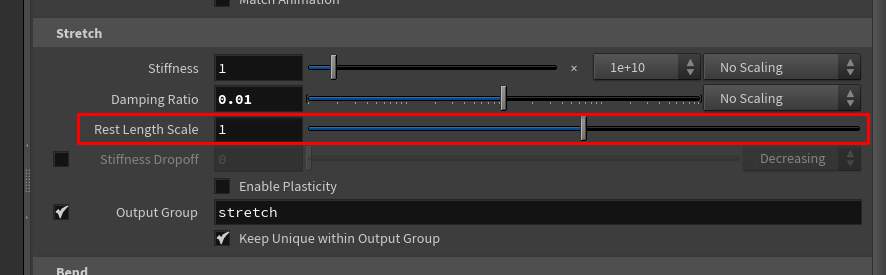 Match Animation
Stretch
Stiffness 1 × 1e+10 No Scaling
Damping Ratio 0.01 No Scaling
Rest Length Scale 1
Stiffness Dropoff 0 Decreasing
Enable Plasticity
Output Group stretch
Keep Unique within Output Group
Bend